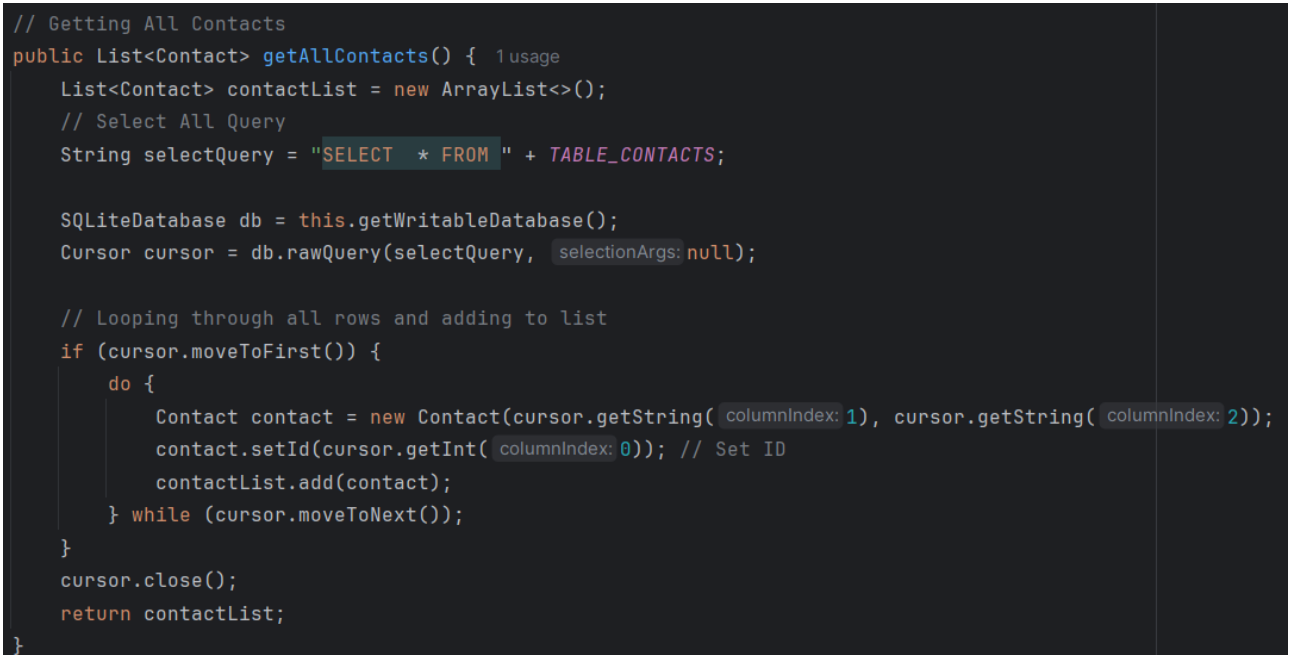 // Getting All Contacts
public List<Contact> getAllContacts() {  1 usage
    List<Contact> contactList = new ArrayList<>();
    // Select All Query
    String selectQuery = "SELECT  * FROM " + TABLE_CONTACTS;

    SQLiteDatabase db = this.getWritableDatabase();
    Cursor cursor = db.rawQuery(selectQuery,  selectionArgs: null);

    // Looping through all rows and adding to list
    if (cursor.moveToFirst()) {
        do {
            Contact contact = new Contact(cursor.getString( columnIndex: 1), cursor.getString( columnIndex: 2));
            contact.setId(cursor.getInt( columnIndex: 0)); // Set ID
            contactList.add(contact);
        } while (cursor.moveToNext());
    }
    cursor.close();
    return contactList;
}